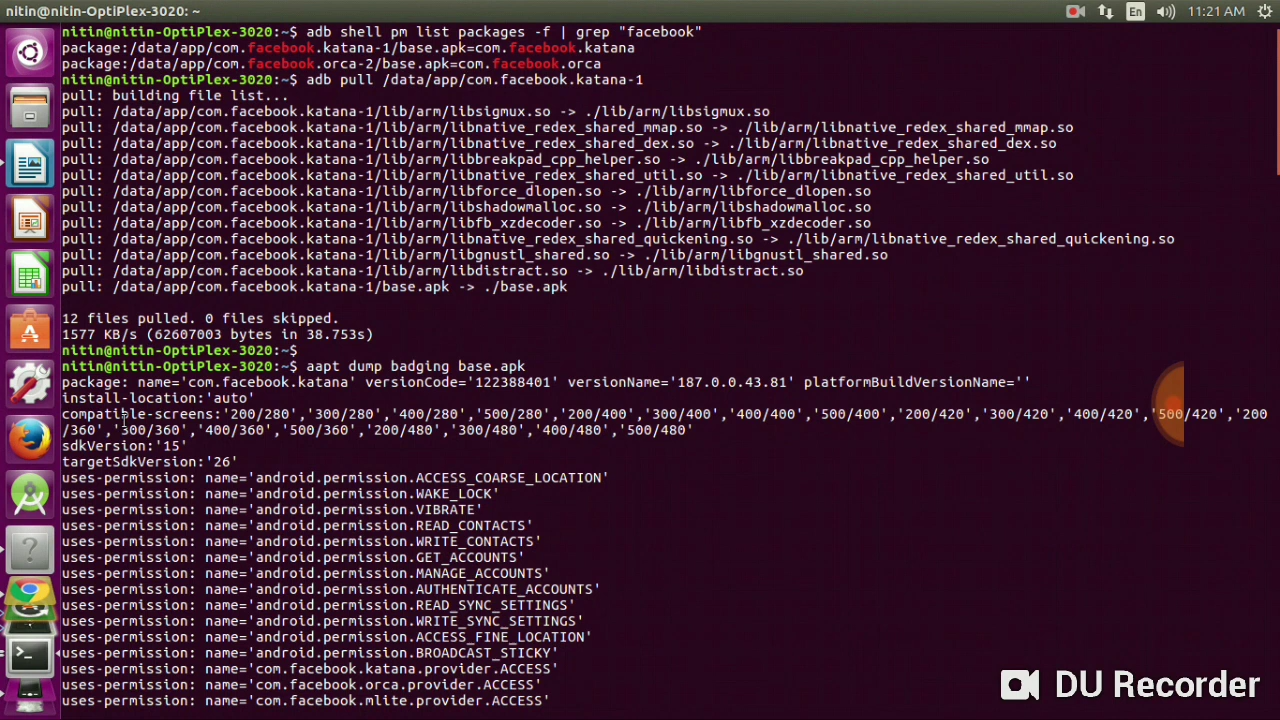 nitin@nitin-OptiPlex-3020: ~
En
11:21 AM
nitin@nitin-OptiPlex-3020:~$ adb shell pm list packages -f | grep "facebook"
package:/data/app/com.facebook.katana-1/base.apk=com.facebook.katana
package:/data/app/com.facebook.orca-2/base.apk=com.facebook.orca
nitin@nitin-OptiPlex-3020:~$ adb pull /data/app/com.facebook.katana-1
pull: building file list...
pull: /data/app/com.facebook.katana-1/lib/arm/libsigmux.so -> ./lib/arm/libsigmux.so
pull: /data/app/com.facebook.katana-1/lib/arm/libnative_redex_shared_mmap.so -> ./lib/arm/libnative_redex_shared_mmap.so
pull: /data/app/com.facebook.katana-1/lib/arm/libnative_redex_shared_dex.so -> ./lib/arm/libnative_redex_shared_dex.so
pull: /data/app/com.facebook.katana-1/lib/arm/libbreakpad_cpp_helper.so -> ./lib/arm/libbreakpad_cpp_helper.so
pull: /data/app/com.facebook.katana-1/lib/arm/libnative_redex_shared_util.so -> ./lib/arm/libnative_redex_shared_util.so
pull: /data/app/com.facebook.katana-1/lib/arm/libforce_dlopen.so -> ./lib/arm/libforce_dlopen.so
pull: /data/app/com.facebook.katana-1/lib/arm/libshadowmalloc.so -> ./lib/arm/libshadowmalloc.so
pull: /data/app/com.facebook.katana-1/lib/arm/libfb_xzdecoder.so -> ./lib/arm/libfb_xzdecoder.so
pull: /data/app/com.facebook.katana-1/lib/arm/libnative_redex_shared_quickening.so -> ./lib/arm/libnative_redex_shared_quickening.so
pull: /data/app/com.facebook.katana-1/lib/arm/libgnustl_shared.so -> ./lib/arm/libgnustl_shared.so
pull: /data/app/com.facebook.katana-1/lib/arm/libdistract.so -> ./lib/arm/libdistract.so
pull: /data/app/com.facebook.katana-1/base.apk -> ./base.apk
12 files pulled. 0 files skipped.
1577 KB/s (62607003 bytes in 38.753s)
nitin@nitin-OptiPlex-3020:~$
nitin@nitin-OptiPlex-3020:~$ aapt dump badging base.apk
package: name='com.facebook.katana' versionCode='122388401' versionName='187.0.0.43.81' platformBuildVersionName=''
install-location:'auto'
compatible-screens:'200/280','300/280','400/280','500/280','200/400','300/400','400/400','500/400','200/420','300/420','400/420','500/420','200
/360','300/360','400/360','500/360','200/480','300/480','400/480','500/480'
sdkVersion:'15'
targetSdkVersion:'26'
uses-permission: name='android.permission.ACCESS_COARSE_LOCATION'
uses-permission: name='android.permission.WAKE_LOCK'
uses-permission: name='android.permission.VIBRATE'
uses-permission: name='android.permission.READ_CONTACTS'
uses-permission: name='android.permission.WRITE_CONTACTS'
uses-permission: name='android.permission.GET_ACCOUNTS'
uses-permission: name='android.permission.MANAGE_ACCOUNTS'
uses-permission: name='android.permission.AUTHENTICATE_ACCOUNTS'
uses-permission: name='android.permission.READ_SYNC_SETTINGS'
uses-permission: name='android.permission.WRITE_SYNC_SETTINGS'
uses-permission: name='android.permission.ACCESS_FINE_LOCATION'
uses-permission: name='android.permission.BROADCAST_STICKY'
uses-permission: name='com.facebook.katana.provider.ACCESS'
uses-permission: name='com.facebook.orca.provider.ACCESS'
uses-permission: name='com.facebook.mlite.provider.ACCESS'
DU Recorder